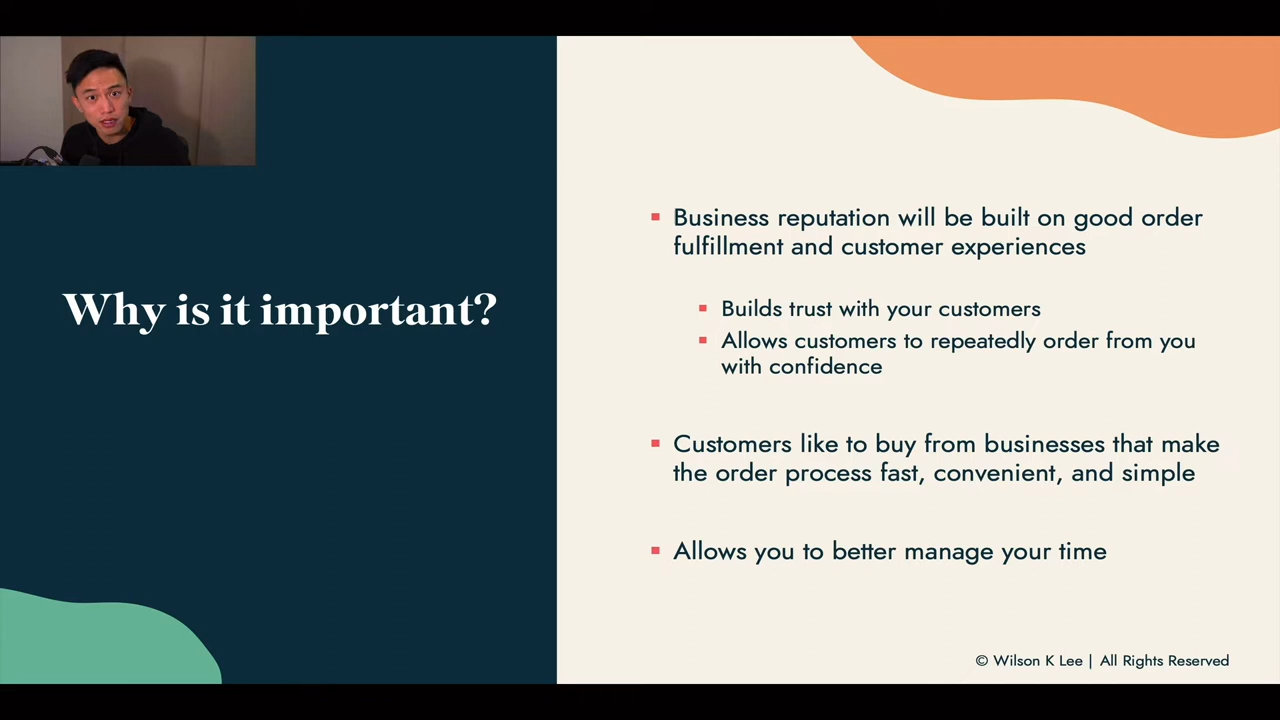 Why is it important?
▪ Business reputation will be built on good order
fulfillment and customer experiences
▪ Builds trust with your customers
▪ Allows customers to repeatedly order from you
with confidence
▪ Customers like to buy from businesses that make
the order process fast, convenient, and simple
▪ Allows you to better manage your time
© Wilson K Lee | All Rights Reserved